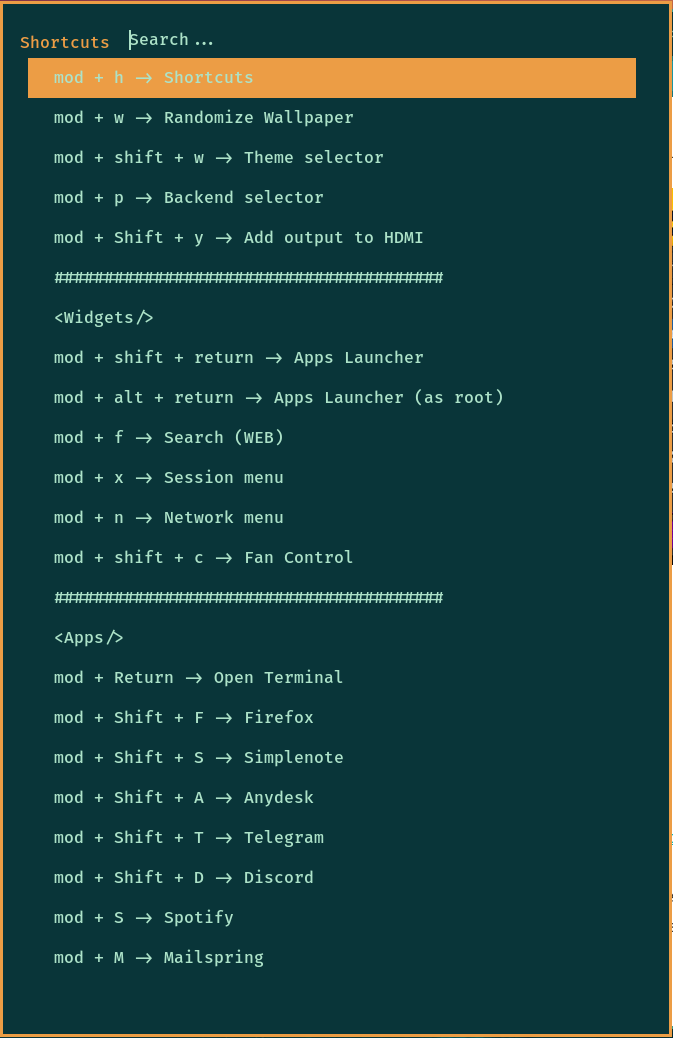 Shortcuts Search...
mod + h -> Shortcuts
mod + w -> Randomize Wallpaper
mod + shift + w -> Theme selector
mod + p -> Backend selector
mod + Shift + y -> Add output to HDMI
#######################################
<Widgets/>
mod + shift + return -> Apps Launcher
mod + alt + return -> Apps Launcher (as root)
mod + f -> Search (WEB)
mod + x -> Session menu
mod + n -> Network menu
mod + shift + c -> Fan Control
#######################################
<Apps/>
mod + Return -> Open Terminal
mod + Shift + F -> Firefox
mod + Shift + S -> Simplenote
mod + Shift + A -> Anydesk
mod + Shift + T -> Telegram
mod + Shift + D -> Discord
mod + S -> Spotify
mod + M -> Mailspring